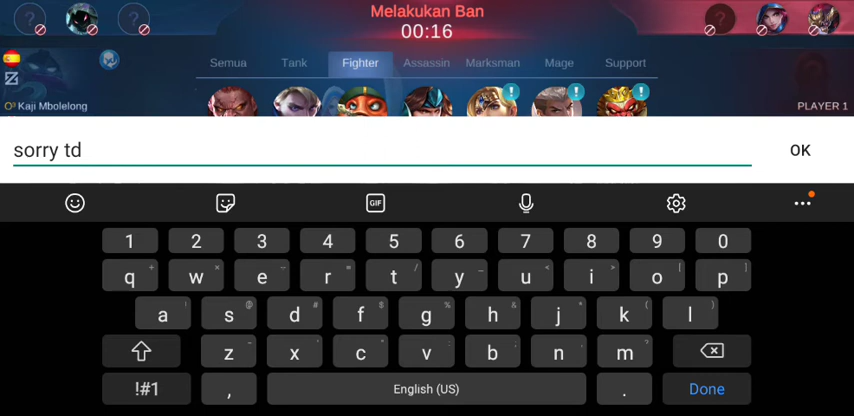 Melakukan Ban
00:16
Semua Tank Fighter Assassin Marksman Mage Support
Kaji Mbolelong
PLAYER 1
sorry td
OK
GIF
1 2 3 4 5 6 7 8 9 0
q w e r t y u i o p
a s d f g h j k l
z x c v b n m
!#1 , English (US) . Done